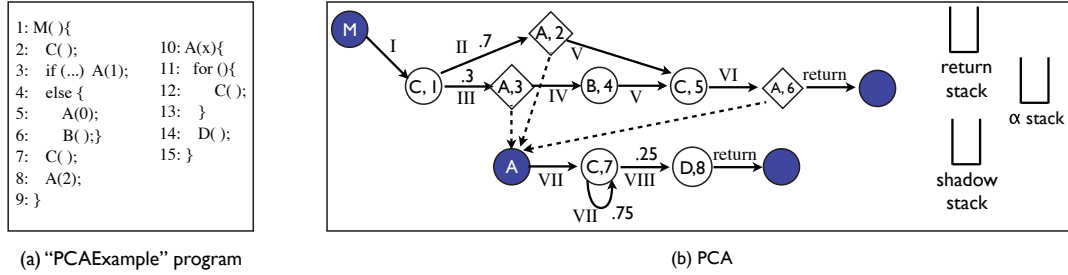 1: M( ){
2: C( );
3: if (...) A(1);
4: else {
5: A(0);
6: B( );}
7: C( );
8: A(2);
9: }
10: A(x){
11: for (){
12: C( );
13: }
14: D( );
15: }
(a) “PCAExample” program
M
I
II .7
A, 2
V
C, 1
.3
III
A,3
IV
B, 4
V
C, 5
VI
A, 6
return
A
VII
C,7
.25
VIII
D,8
return
VII .75
return
stack
α stack
shadow
stack
(b) PCA